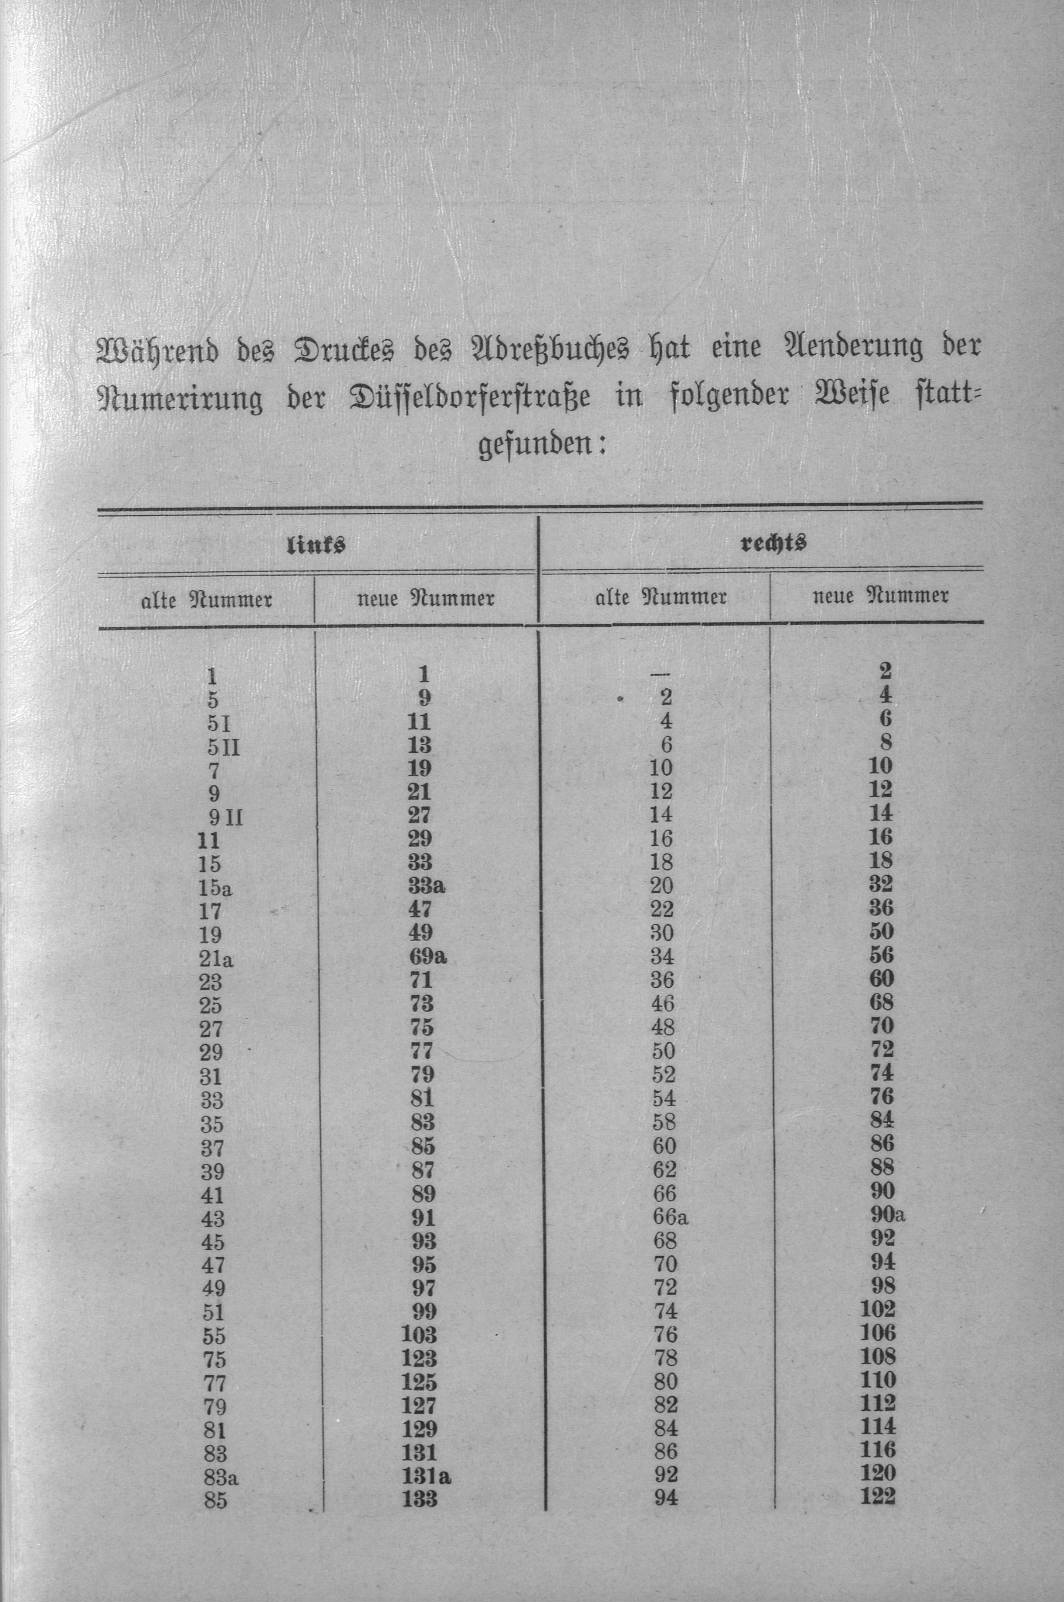 Während des Druckes des Adreßbuches hat eine Aenderung der
Numerirung der Düsseldorferstraße in folgender Weise statt-
gefunden:
links rechts
alte Nummer neue Nummer alte Nummer neue Nummer
1 1 — 2
5 9 2 4
5I 11 4 6
5II 13 6 8
7 19 10 10
9 21 12 12
9II 27 14 14
11 29 16 16
15 33 18 18
15a 33a 20 32
17 47 22 36
19 49 30 50
21a 69a 34 56
23 71 36 60
25 73 46 68
27 75 48 70
29 77 50 72
31 79 52 74
33 81 54 76
35 83 58 84
37 85 60 86
39 87 62 88
41 89 66 90
43 91 66a 90a
45 93 68 92
47 95 70 94
49 97 72 98
51 99 74 102
55 103 76 106
75 123 78 108
77 125 80 110
79 127 82 112
81 129 84 114
83 131 86 116
83a 131a 92 120
85 133 94 122